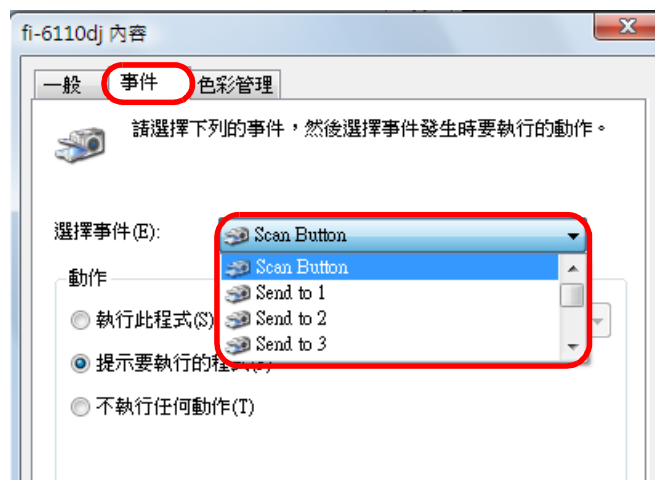 fi-6110dj 內容
一般 事件 色彩管理
請選擇下列的事件，然後選擇事件發生時要執行的動作。
選擇事件(E): Scan Button
Scan Button
Send to 1
Send to 2
Send to 3
動作
執行此程式(S)
提示要執行的
不執行任何動作(T)